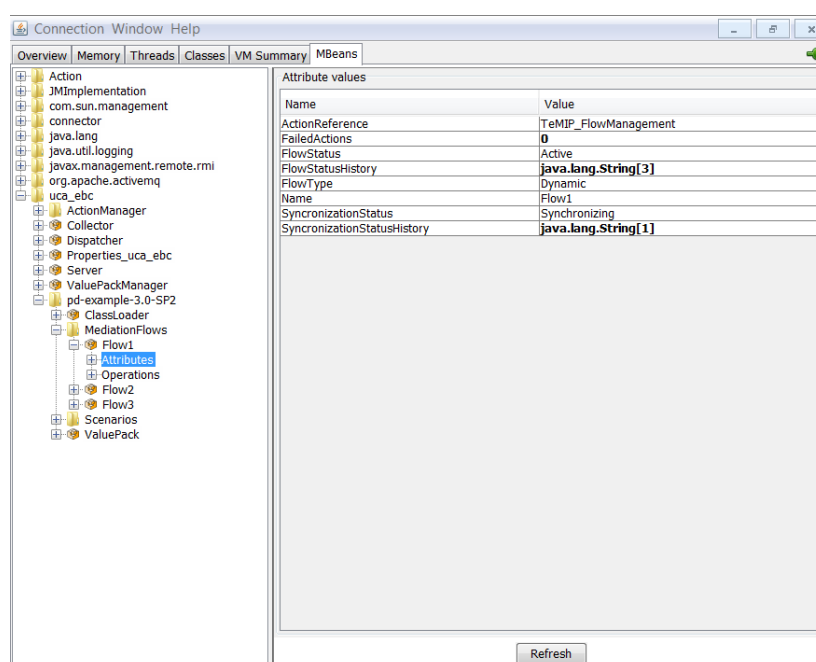 Connection Window Help
Overview Memory Threads Classes VM Summary MBeans
Action
JMImplementation
com.sun.management
connector
java.lang
java.util.logging
javax.management.remote.rmi
org.apache.activemq
uca_ebc
ActionManager
Collector
Dispatcher
Properties_uca_ebc
Server
ValuePackManager
pd-example-3.0-SP2
ClassLoader
MediationFlows
Flow1
Attributes
Operations
Flow2
Flow3
Scenarios
ValuePack
Attribute values
Name Value
ActionReference TeMIP_FlowManagement
FailedActions 0
FlowStatus Active
FlowStatusHistory java.lang.String[3]
FlowType Dynamic
Name Flow1
SyncronizationStatus Synchronizing
SyncronizationStatusHistory java.lang.String[1]
Refresh